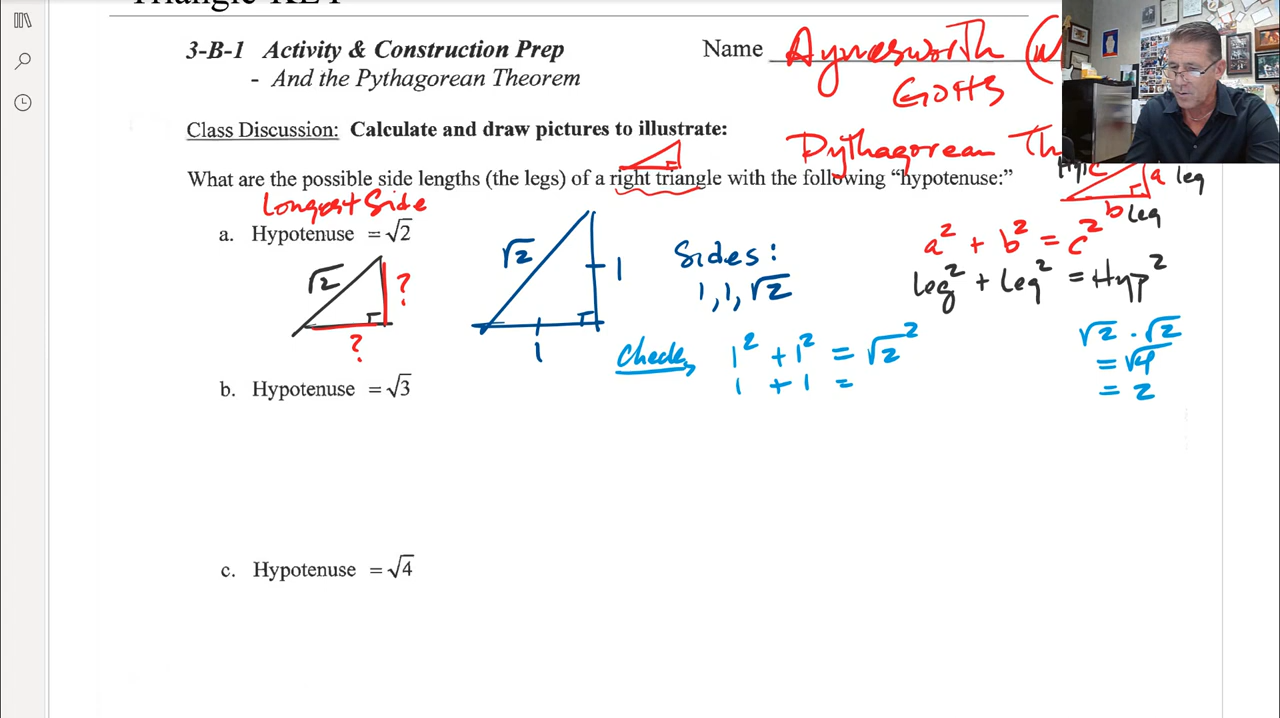 3-B-1 Activity & Construction Prep
Name Aynesworth
- And the Pythagorean Theorem
GOHS
Class Discussion: Calculate and draw pictures to illustrate:
Pythagorean Th
What are the possible side lengths (the legs) of a right triangle with the following “hypotenuse:”
Hyp c
a leg
b leg
Longest Side
a. Hypotenuse = √2
√2
?
?
√2
1
1
Sides:
1, 1, √2
a² + b² = c²
leg² + Leg² = Hyp²
Check, 1² + 1² = √2²
1 + 1 =
√2 · √2
= √4
= 2
b. Hypotenuse = √3
c. Hypotenuse = √4